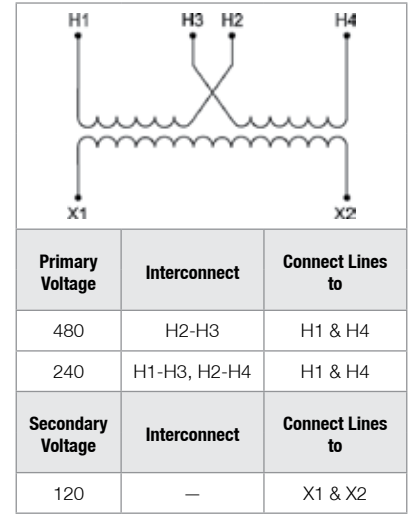 H1 H3 H2 H4
X1 X2
Primary Voltage Interconnect Connect Lines to
480 H2-H3 H1 & H4
240 H1-H3, H2-H4 H1 & H4
Secondary Voltage Interconnect Connect Lines to
120 — X1 & X2